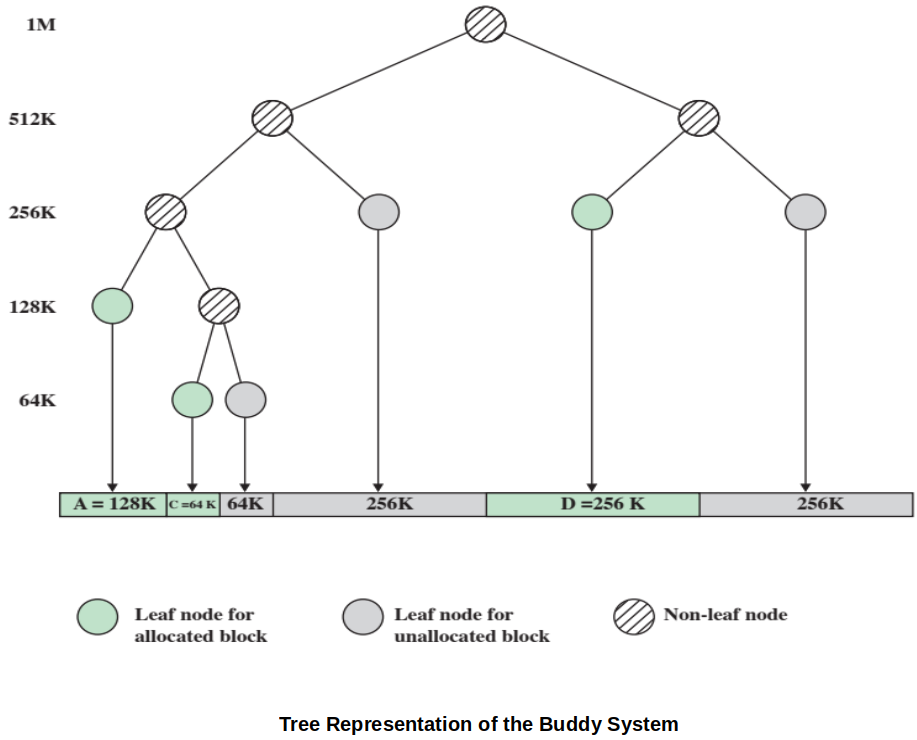 1M
512K
256K
128K
64K
A = 128K C =64 K 64K 256K D =256 K 256K
Leaf node for
allocated block
Leaf node for
unallocated block
Non-leaf node
Tree Representation of the Buddy System